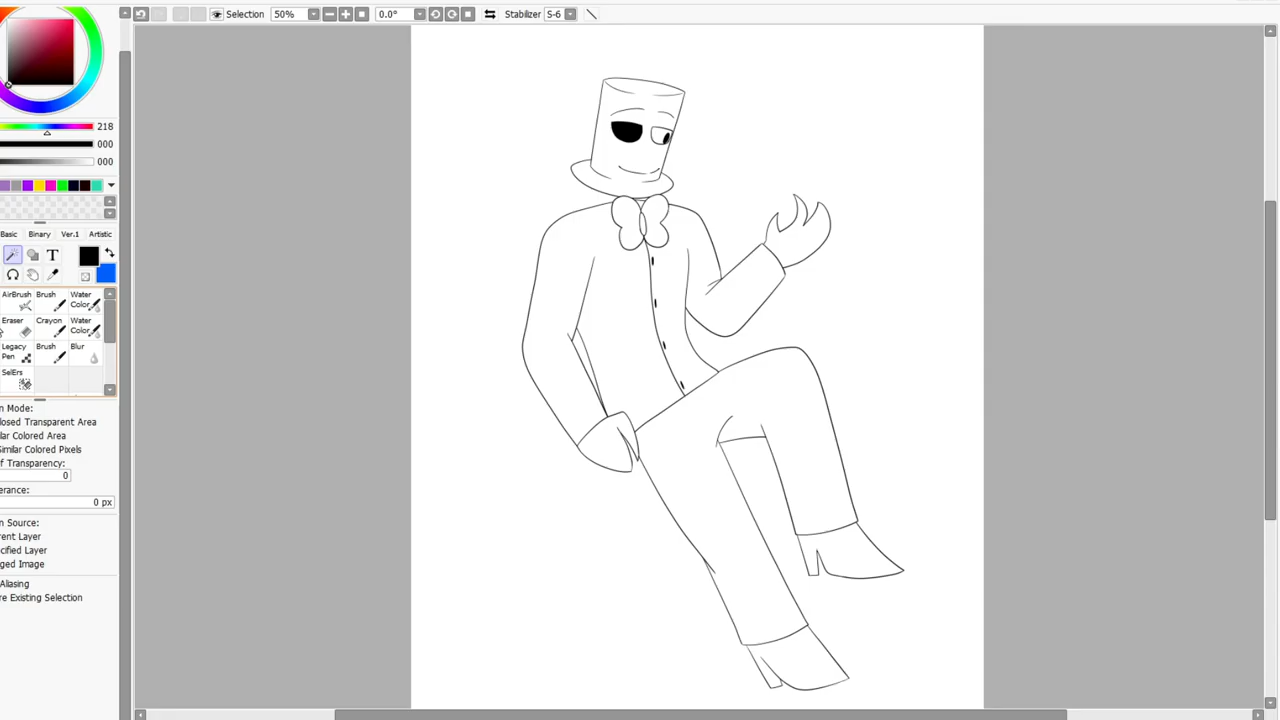 Selection 50% 0.0° Stabilizer S-6
218
000
000
Basic Binary Ver.1 Artistic
T
AirBrush Brush Water Color
Eraser Crayon Water Color
Legacy Pen Brush Blur
SelErs
n Mode:
losed Transparent Area
lar Colored Area
Similar Colored Pixels
f Transparency:
0
erance:
0 px
n Source:
rent Layer
cified Layer
ged Image
Aliasing
re Existing Selection